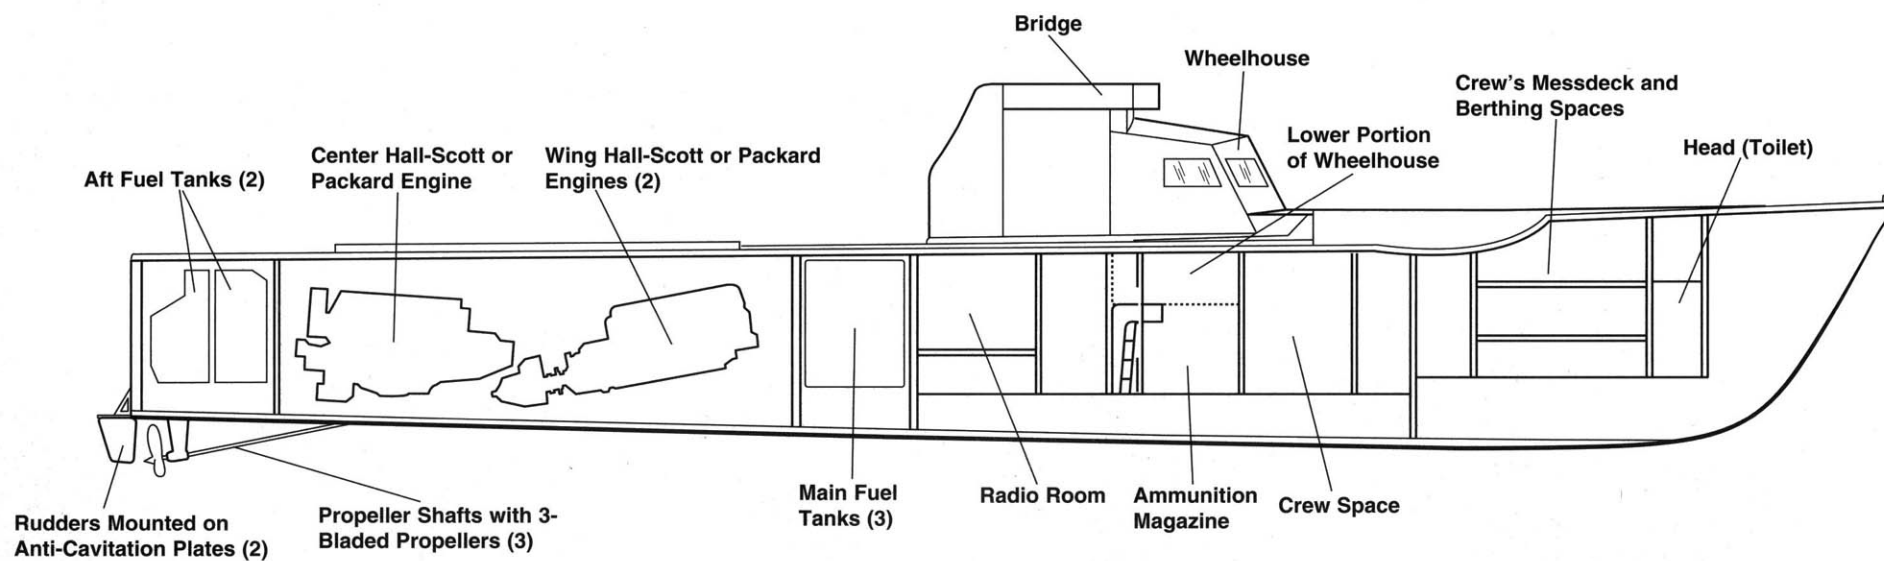 Bridge
Wheelhouse
Crew's Messdeck and
Berthing Spaces
Lower Portion
of Wheelhouse
Head (Toilet)
Center Hall-Scott or
Packard Engine
Wing Hall-Scott or Packard
Engines (2)
Aft Fuel Tanks (2)
Rudders Mounted on
Anti-Cavitation Plates (2)
Propeller Shafts with 3-
Bladed Propellers (3)
Main Fuel
Tanks (3)
Radio Room
Ammunition
Magazine
Crew Space